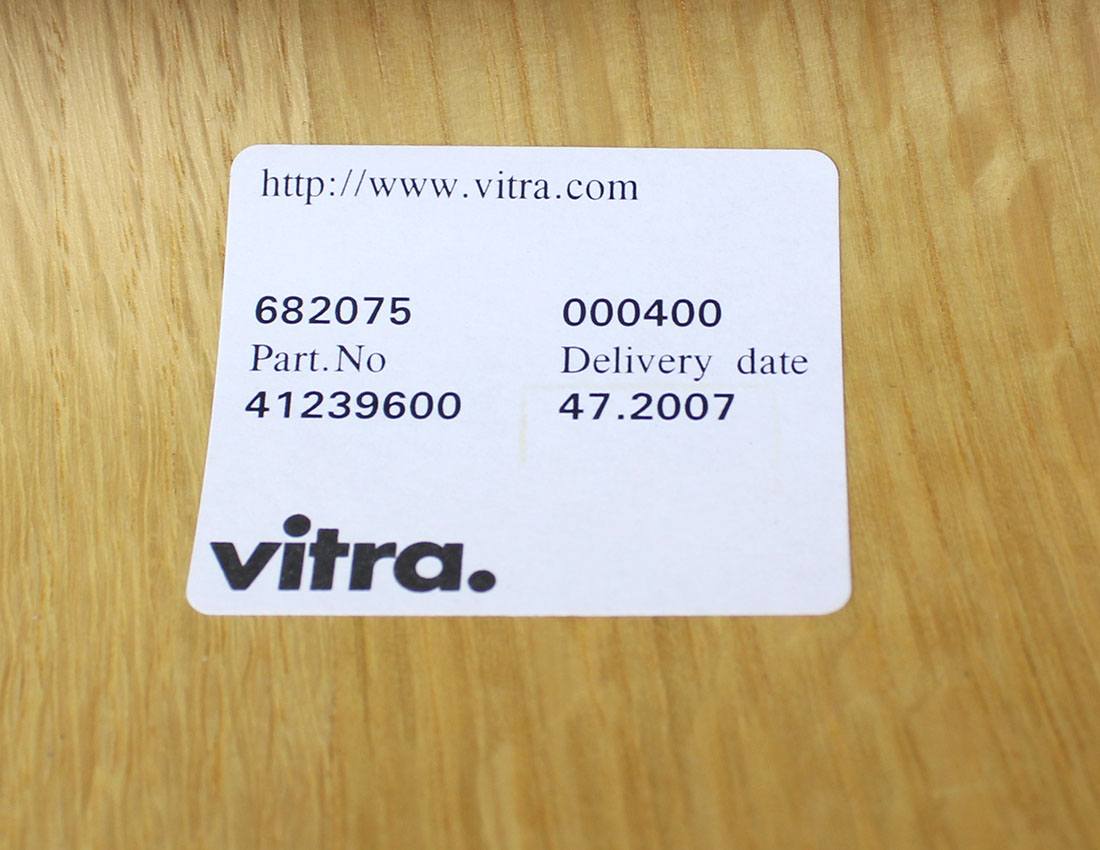 http://www.vitra.com
682075 000400
Part.No Delivery date
41239600 47.2007
vitra.